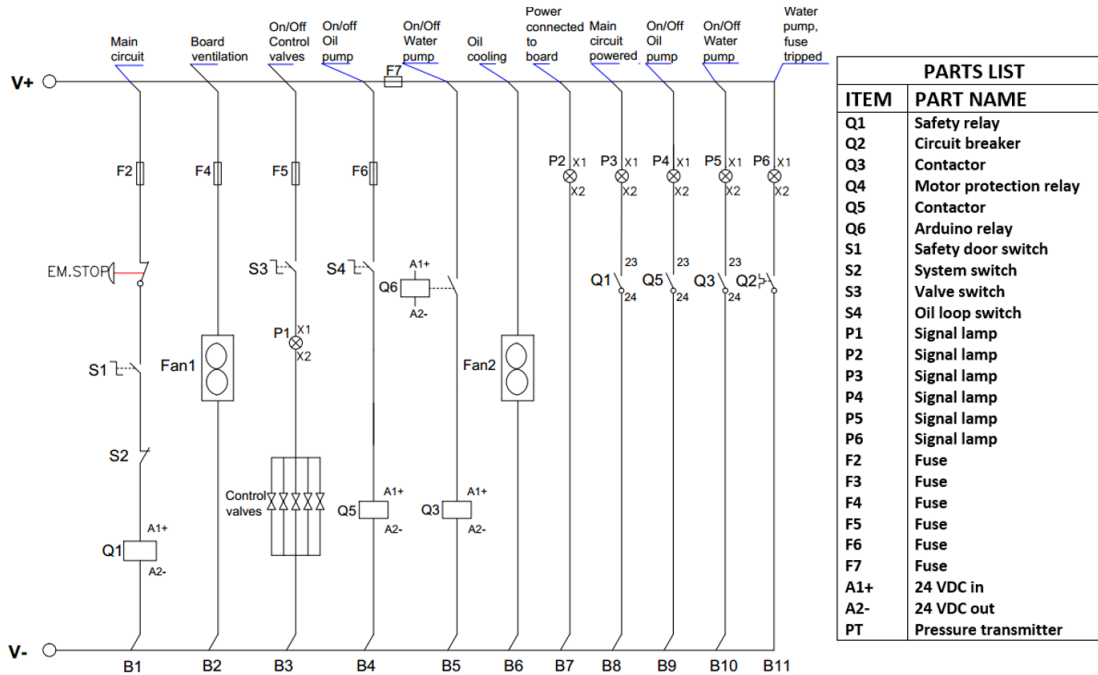 Main
circuit
Board
ventilation
On/Off
Control
valves
On/off
Oil
pump
On/Off
Water
pump
Oil
cooling
Power
connected
to
board
Main
circuit
powered
On/Off
Oil
pump
On/Off
Water
pump
Water
pump,
fuse
tripped
V+
F7
F2
F4
F5
F6
P2 X1
X2
P3 X1
X2
P4 X1
X2
P5 X1
X2
P6 X1
X2
EM.STOP
S3
S4
Q6
A1+
A2-
Q1
23
24
Q5
23
24
Q3
23
24
Q2
S1
Fan1
P1 X1
X2
Fan2
S2
Control
valves
Q5
A1+
A2-
Q3
A1+
A2-
Q1
A1+
A2-
V-
B1 B2 B3 B4 B5 B6 B7 B8 B9 B10 B11
PARTS LIST
ITEM PART NAME
Q1 Safety relay
Q2 Circuit breaker
Q3 Contactor
Q4 Motor protection relay
Q5 Contactor
Q6 Arduino relay
S1 Safety door switch
S2 System switch
S3 Valve switch
S4 Oil loop switch
P1 Signal lamp
P2 Signal lamp
P3 Signal lamp
P4 Signal lamp
P5 Signal lamp
P6 Signal lamp
F2 Fuse
F3 Fuse
F4 Fuse
F5 Fuse
F6 Fuse
F7 Fuse
A1+ 24 VDC in
A2- 24 VDC out
PT Pressure transmitter